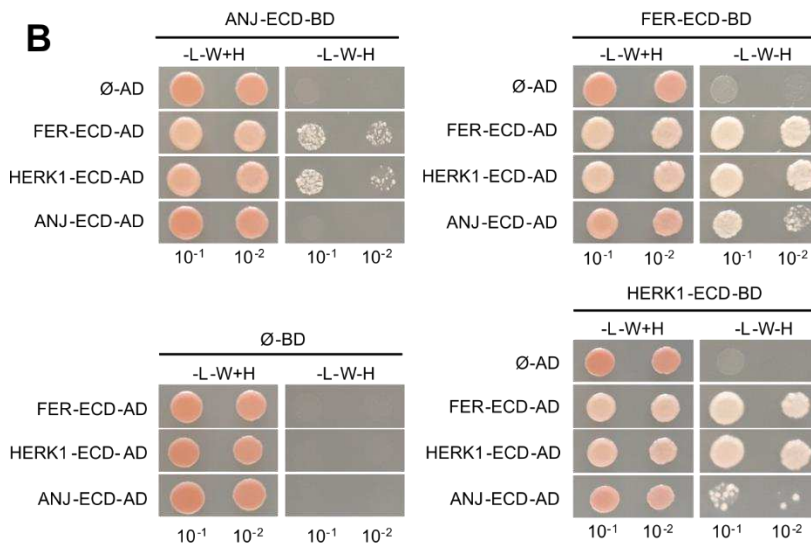 B
ANJ-ECD-BD
-L-W+H -L-W-H
Ø-AD
FER-ECD-AD
HERK1-ECD-AD
ANJ-ECD-AD
10⁻¹ 10⁻² 10⁻¹ 10⁻²
FER-ECD-BD
-L-W+H -L-W-H
Ø-AD
FER-ECD-AD
HERK1-ECD-AD
ANJ-ECD-AD
10⁻¹ 10⁻² 10⁻¹ 10⁻²
Ø-BD
-L-W+H -L-W-H
FER-ECD-AD
HERK1-ECD- AD
ANJ-ECD-AD
10⁻¹ 10⁻² 10⁻¹ 10⁻²
HERK1-ECD-BD
-L-W+H -L-W-H
Ø-AD
FER-ECD-AD
HERK1-ECD-AD
ANJ-ECD-AD
10⁻¹ 10⁻² 10⁻¹ 10⁻²